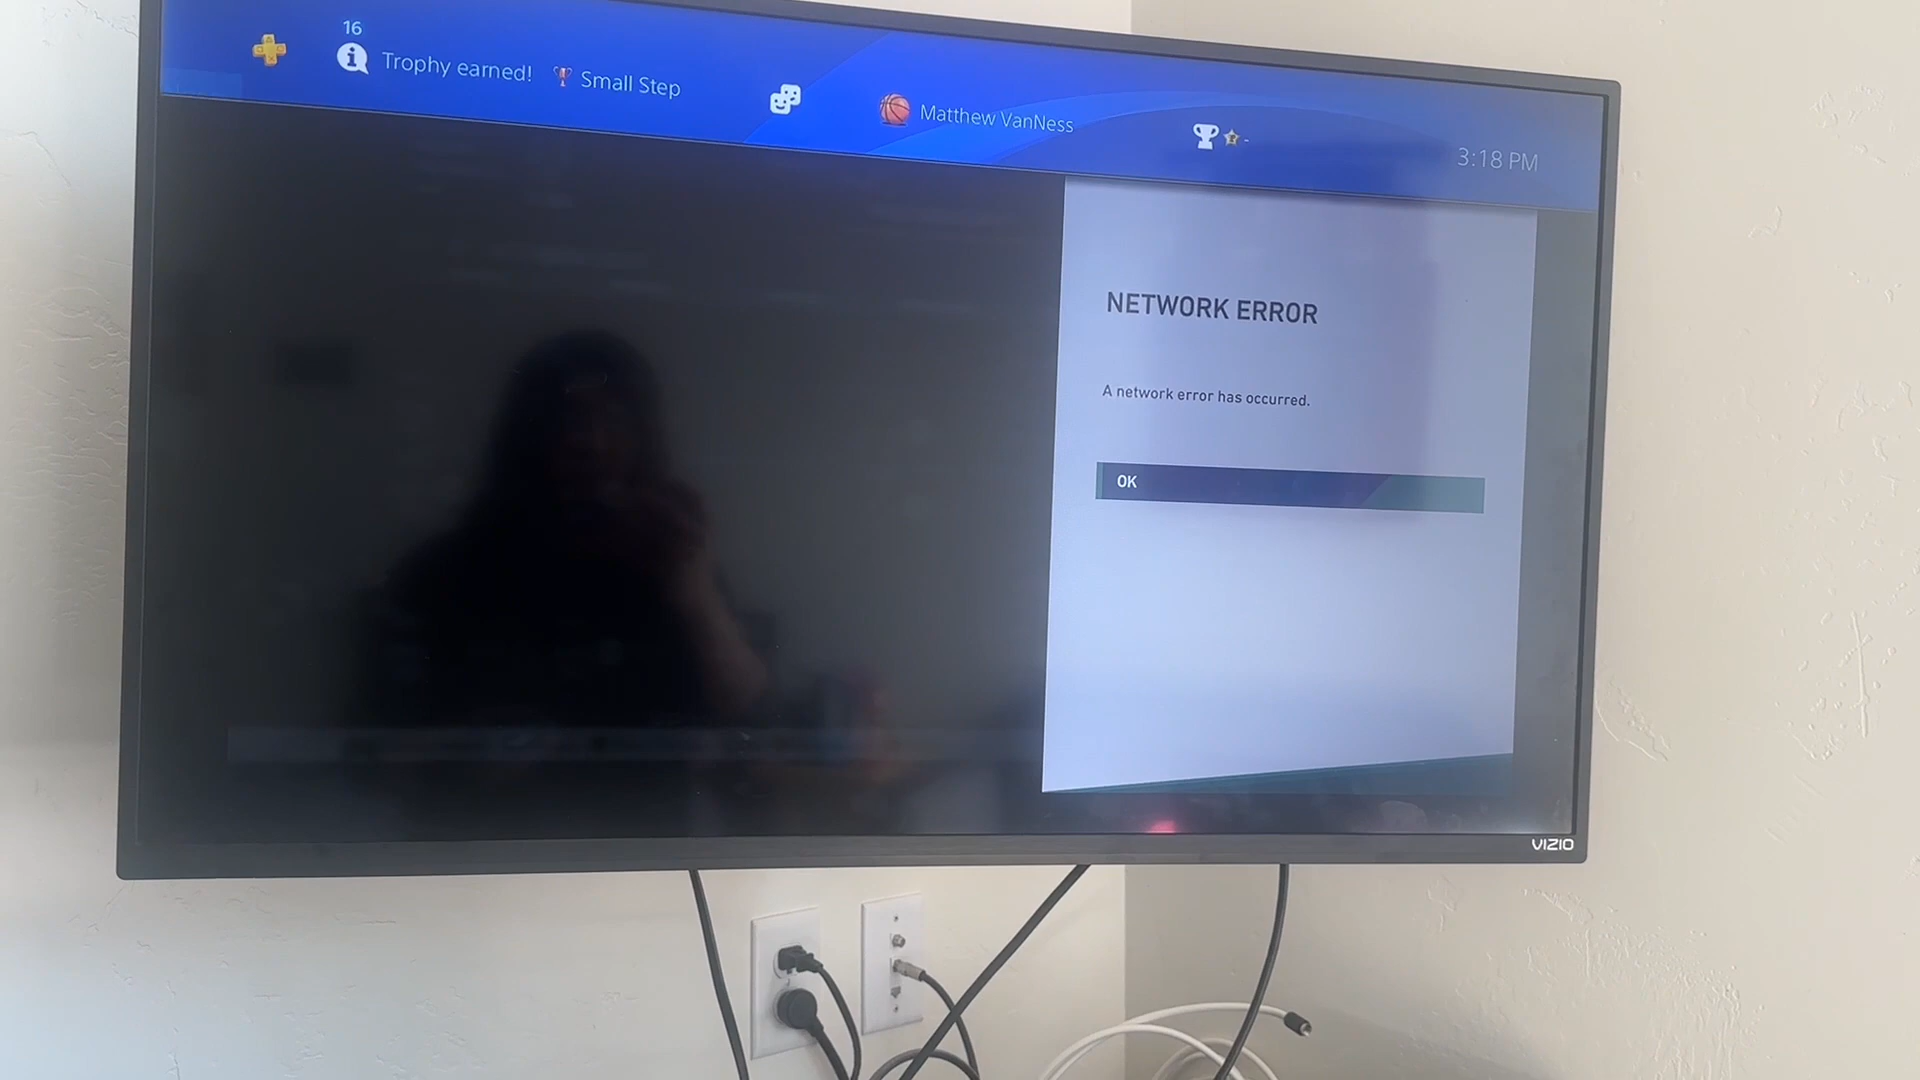 16
Trophy earned! Small Step
Matthew VanNess
-
3:18 PM
NETWORK ERROR
A network error has occurred.
OK
VIZIO